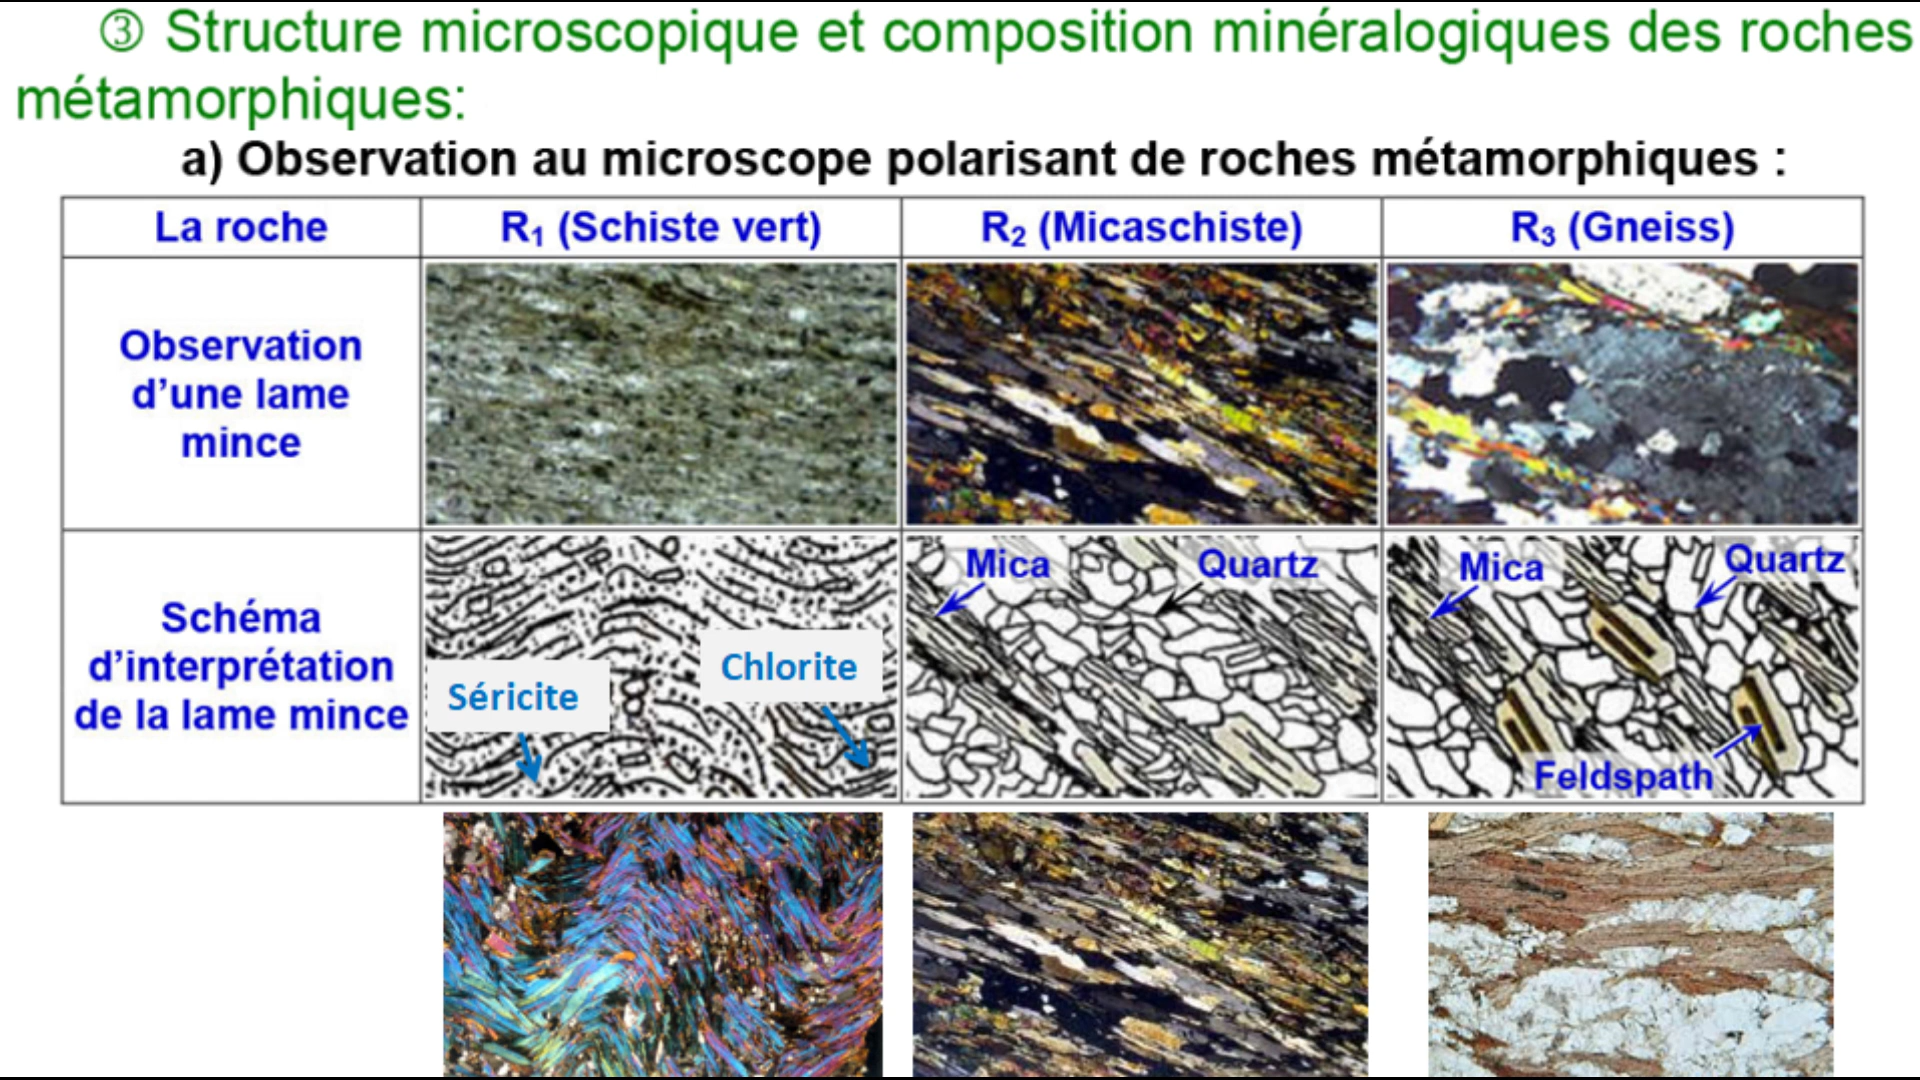 ③ Structure microscopique et composition minéralogiques des roches
métamorphiques:
a) Observation au microscope polarisant de roches métamorphiques :
La roche
R₁ (Schiste vert)
R₂ (Micaschiste)
R₃ (Gneiss)
Observation
d’une lame
mince
Schéma
d’interprétation
de la lame mince
Séricite
Chlorite
Mica
Quartz
Mica
Quartz
Feldspath